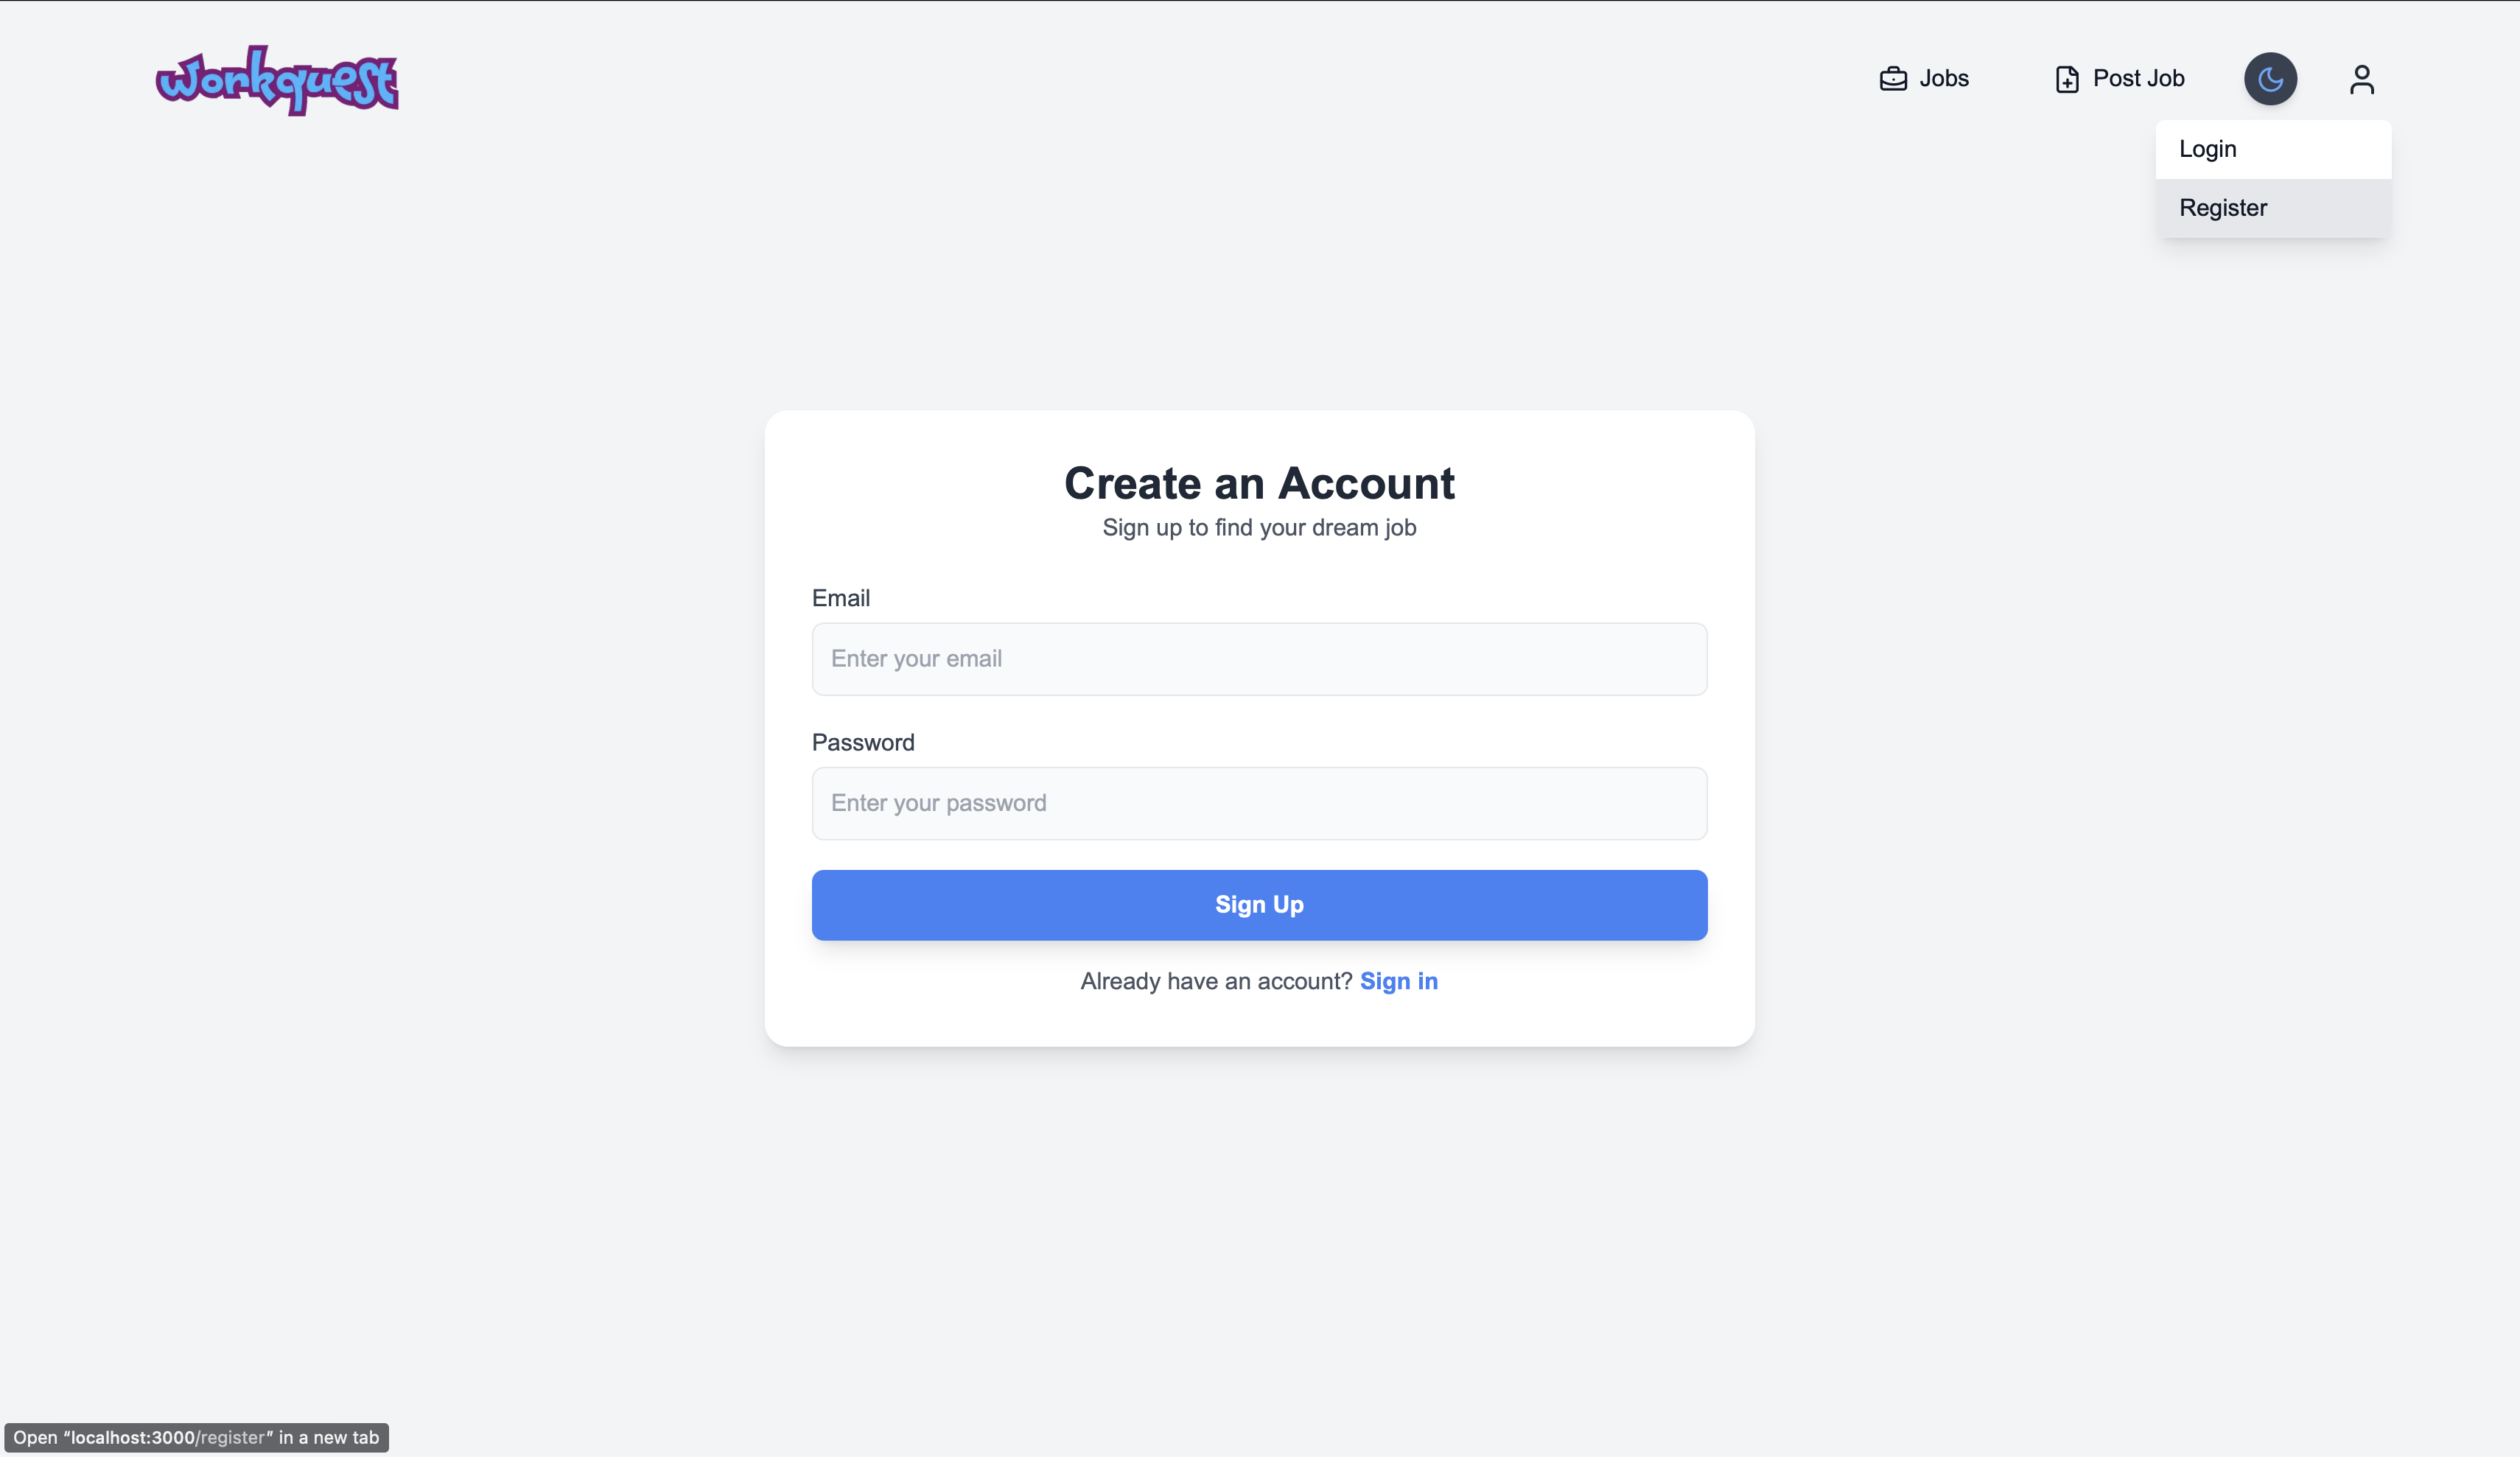 workquest
Jobs
Post Job
Login
Register
Create an Account
Sign up to find your dream job
Email
Enter your email
Password
Enter your password
Sign Up
Already have an account? Sign in
Open “localhost:3000/register” in a new tab